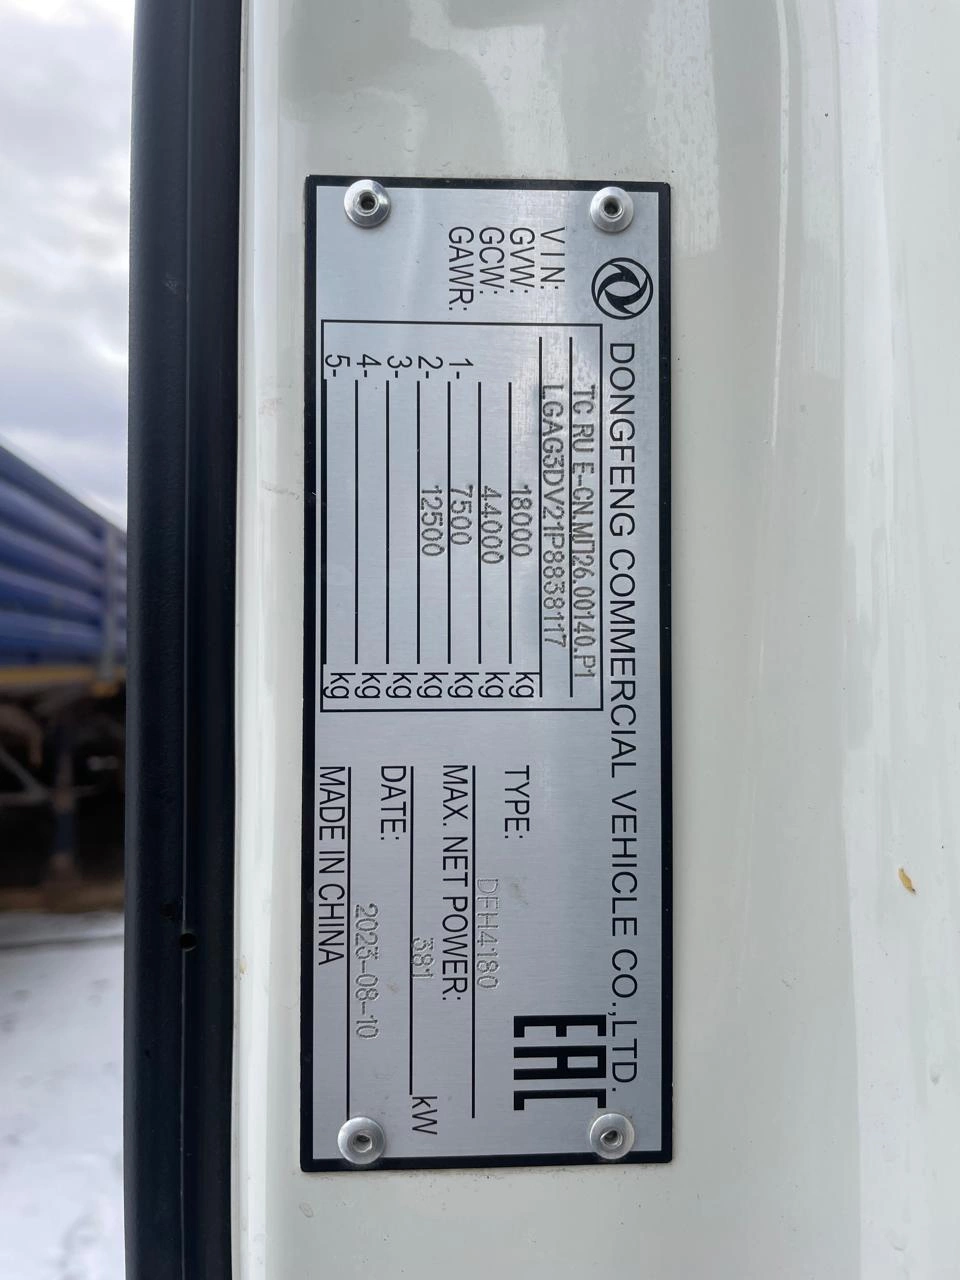 DONGFENG COMMERCIAL VEHICLE CO.,LTD.
TC RU E-CN.МП26.00140.P1
VIN: LGAG3DV21P8838117
GVW: 18000 kg
GCW: 44000 kg
GAWR: 1- 7500 kg
2- 12500 kg
3- kg
4- kg
5- kg
EAC
TYPE: DFH4180
MAX. NET POWER: 381 kW
DATE: 2023-08-10
MADE IN CHINA